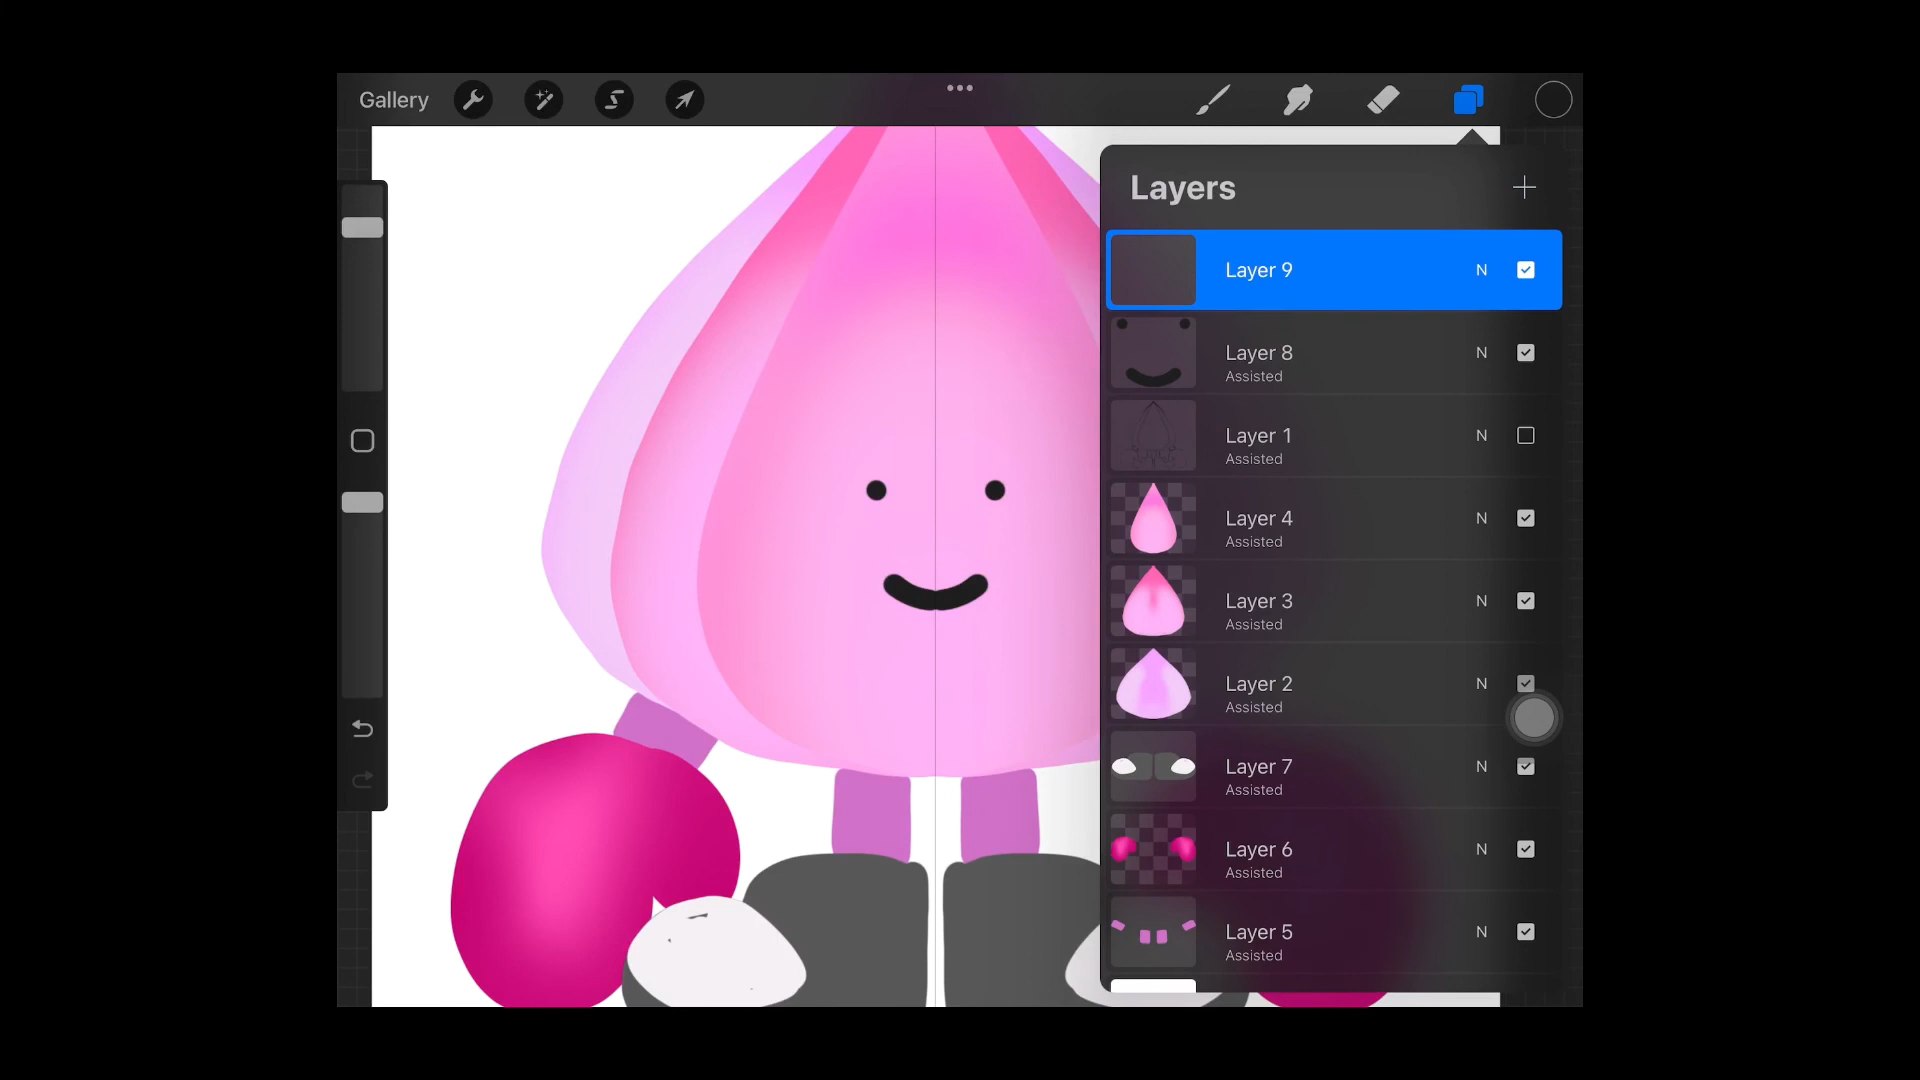 Gallery
Layers
Layer 9 N
Layer 8 N
Assisted
Layer 1 N
Assisted
Layer 4 N
Assisted
Layer 3 N
Assisted
Layer 2 N
Assisted
Layer 7 N
Assisted
Layer 6 N
Assisted
Layer 5 N
Assisted